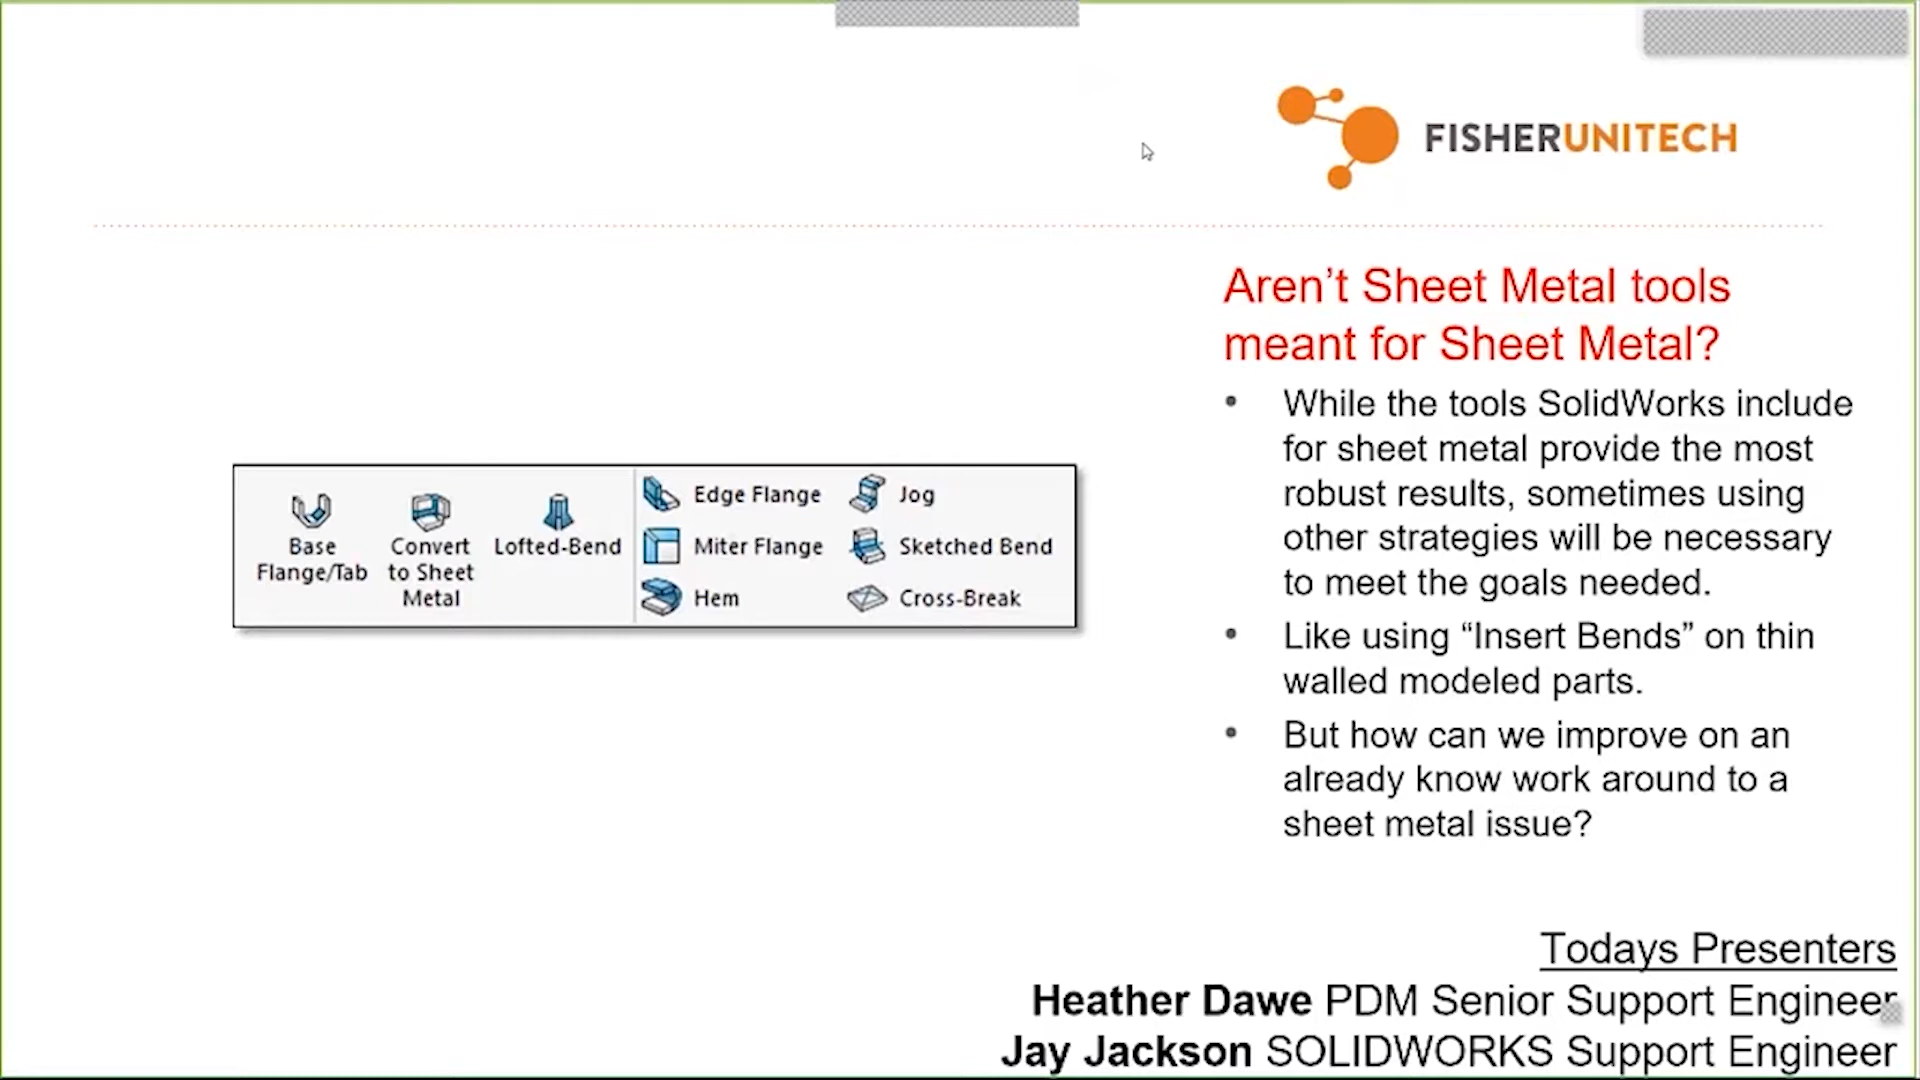 FISHERUNITECH
Aren’t Sheet Metal tools
meant for Sheet Metal?
• While the tools SolidWorks include
for sheet metal provide the most
robust results, sometimes using
other strategies will be necessary
to meet the goals needed.
• Like using “Insert Bends” on thin
walled modeled parts.
• But how can we improve on an
already know work around to a
sheet metal issue?
Base
Flange/Tab
Convert
to Sheet
Metal
Lofted-Bend
Edge Flange
Miter Flange
Hem
Jog
Sketched Bend
Cross-Break
Todays Presenters
Heather Dawe PDM Senior Support Engineer
Jay Jackson SOLIDWORKS Support Engineer